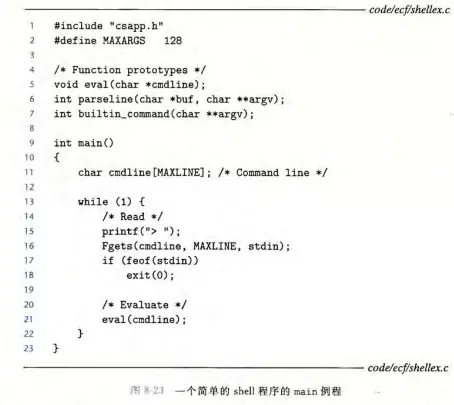 code/ecf/shellex.c
1 #include "csapp.h"
2 #define MAXARGS 128
3
4 /* Function prototypes */
5 void eval(char *cmdline);
6 int parseline(char *buf, char **argv);
7 int builtin_command(char **argv);
8
9 int main()
10 {
11 char cmdline[MAXLINE]; /* Command line */
12
13 while (1) {
14 /* Read */
15 printf("> ");
16 Fgets(cmdline, MAXLINE, stdin);
17 if (feof(stdin))
18 exit(0);
19
20 /* Evaluate */
21 eval(cmdline);
22 }
23 }
code/ecf/shellex.c
图 8-23 一个简单的 shell 程序的 main 例程